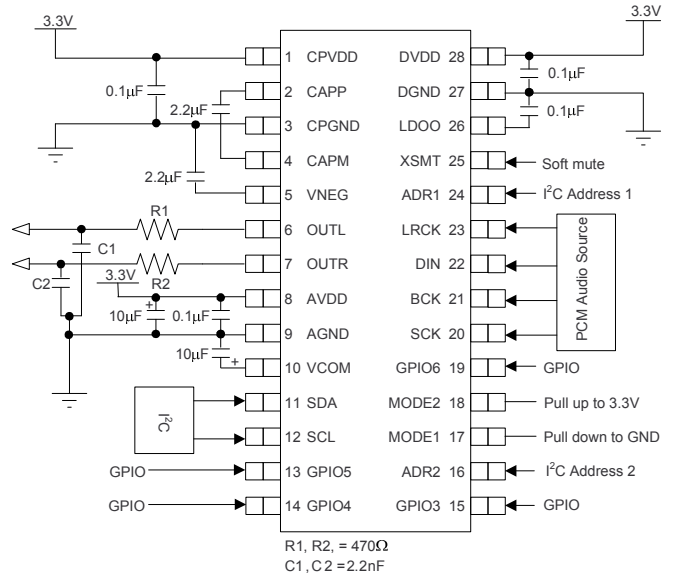 3.3V
3.3V
1 CPVDD
DVDD 28
0.1μF
0.1μF
2 CAPP
DGND 27
2.2μF
0.1μF
3 CPGND
LDOO 26
4 CAPM
XSMT 25
Soft mute
2.2μF
5 VNEG
ADR1 24
I²C Address 1
R1
6 OUTL
LRCK 23
C1
7 OUTR
DIN 22
PCM Audio Source
C2
3.3V
R2
8 AVDD
BCK 21
+
10μF
0.1μF
9 AGND
SCK 20
10μF
+
10 VCOM
GPIO6 19
GPIO
I²C
11 SDA
MODE2 18
Pull up to 3.3V
12 SCL
MODE1 17
Pull down to GND
GPIO
13 GPIO5
ADR2 16
I²C Address 2
GPIO
14 GPIO4
GPIO3 15
GPIO
R1, R2, = 470Ω
C1, C2 =2.2nF